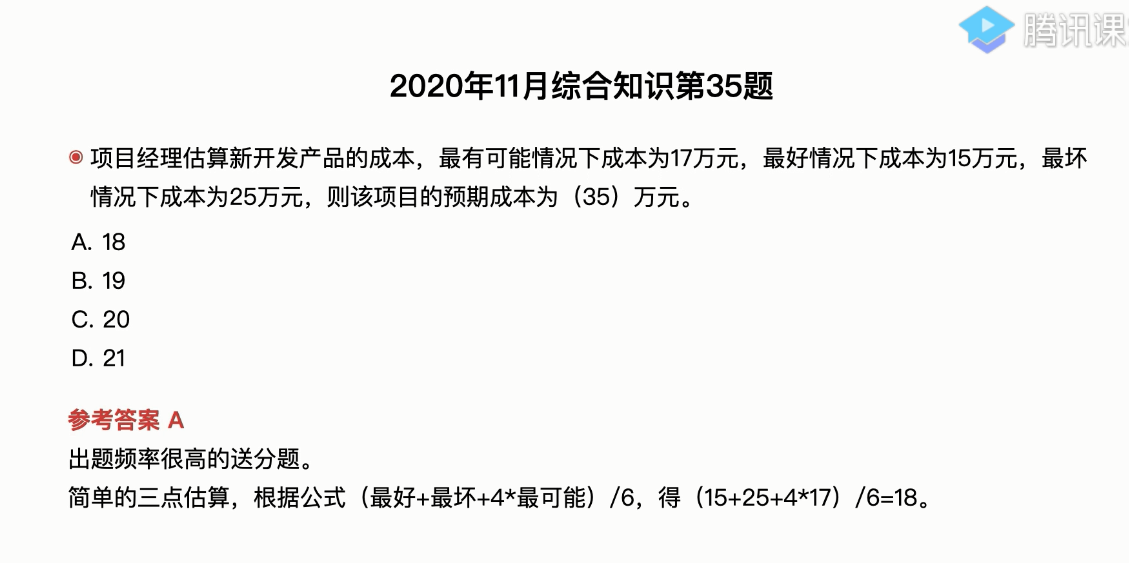 腾讯课
2020年11月综合知识第35题
项目经理估算新开发产品的成本，最有可能情况下成本为17万元，最好情况下成本为15万元，最坏
情况下成本为25万元，则该项目的预期成本为（35）万元。
A. 18
B. 19
C. 20
D. 21
参考答案 A
出题频率很高的送分题。
简单的三点估算，根据公式（最好+最坏+4*最可能）/6，得（15+25+4*17）/6=18。